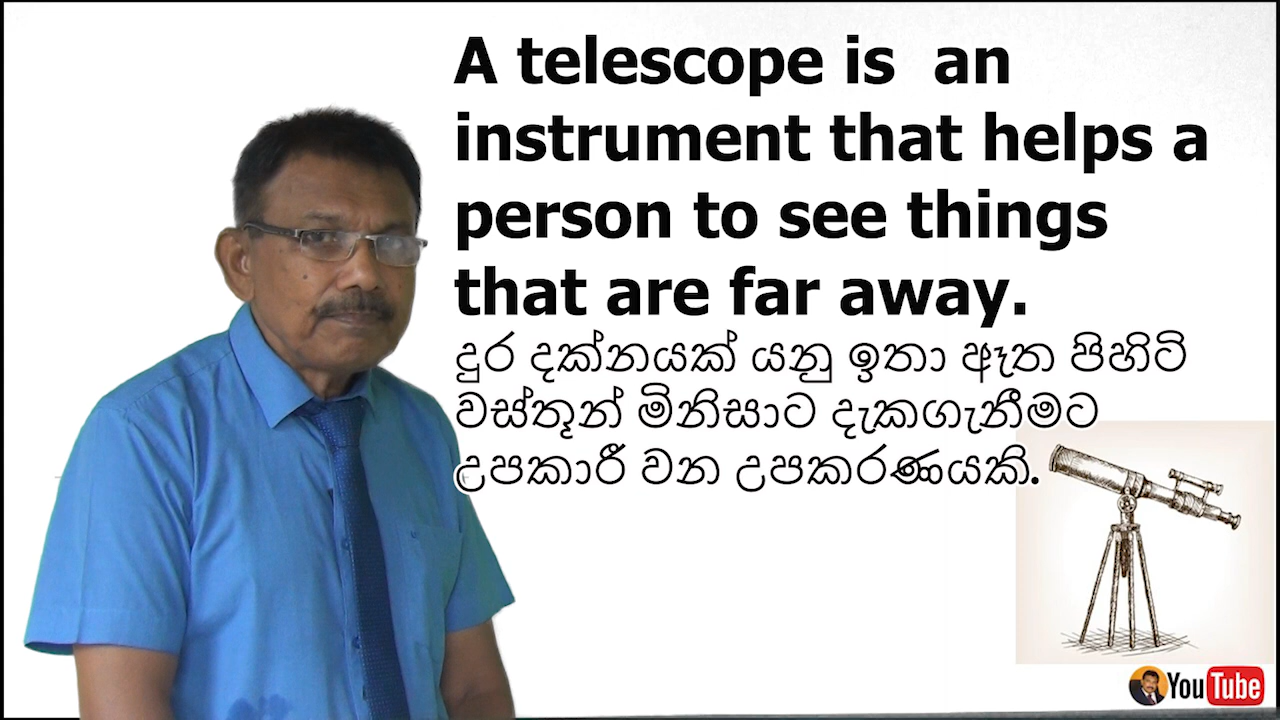 A telescope is  an
instrument that helps a
person to see things
that are far away.
දුර දක්නයක් යනු ඉතා ඈත පිහිටි
වස්තූන් මිනිසාට දැකගැනීමට
උපකාරී වන උපකරණයකි.
YouTube